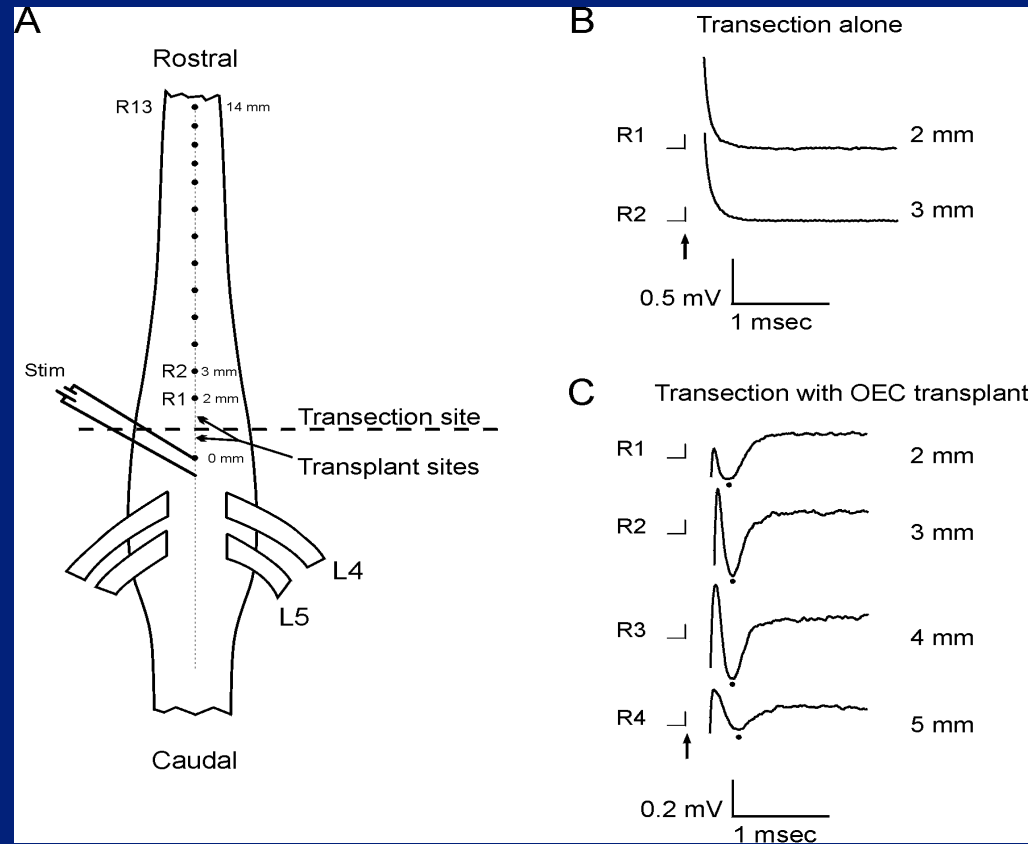 A
Rostral
R13 14 mm
R2 3 mm
R1 2 mm
Stim
Transection site
0 mm
Transplant sites
L4
L5
Caudal
B
Transection alone
R1 2 mm
R2 3 mm
0.5 mV
1 msec
C
Transection with OEC transplant
R1 2 mm
R2 3 mm
R3 4 mm
R4 5 mm
0.2 mV
1 msec